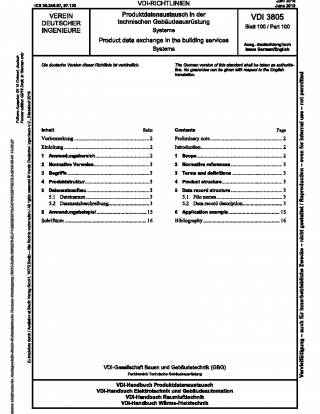 ICS 35.240.67, 97.120
VDI-RICHTLINIEN
Juni 2018
June 2018
VEREIN
DEUTSCHER
INGENIEURE
Produktdatenaustausch in der
technischen Gebäudeausrüstung
Systems
Product data exchange in the building services
Systems
VDI 3805
Blatt 100 / Part 100
Ausg. deutsch/englisch
Issue German/English
Die deutsche Version dieser Richtlinie ist verbindlich.
The German version of this standard shall be taken as authorita-
tive. No guarantee can be given with respect to the English
translation.
Inhalt Seite
Vorbemerkung 2
Einleitung 2
1 Anwendungsbereich 2
2 Normative Verweise 3
3 Begriffe 3
4 Produktstruktur 3
5 Datensatzaufbau 3
5.1 Dateinamen 3
5.2 Datensatzbeschreibung 3
6 Anwendungsbeispiel 15
Schrifttum 16
Contents Page
Preliminary note 2
Introduction 2
1 Scope 2
2 Normative references 3
3 Terms and definitions 3
4 Product structure 3
5 Data record structure 3
5.1 File names 3
5.2 Data record description 3
6 Application example 15
Bibliography 16
VDI-Gesellschaft Bauen und Gebäudetechnik (GBG)
Fachbereich Technische Gebäudeausrüstung
VDI-Handbuch Produktdatenaustausch
VDI-Handbuch Elektrotechnik und Gebäudeautomation
VDI-Handbuch Raumlufttechnik
VDI-Handbuch Wärme-/Heiztechnik
Vervielfältigung – auch für innerbetriebliche Zwecke – nicht gestattet / Reproduction – even for internal use – not permitted